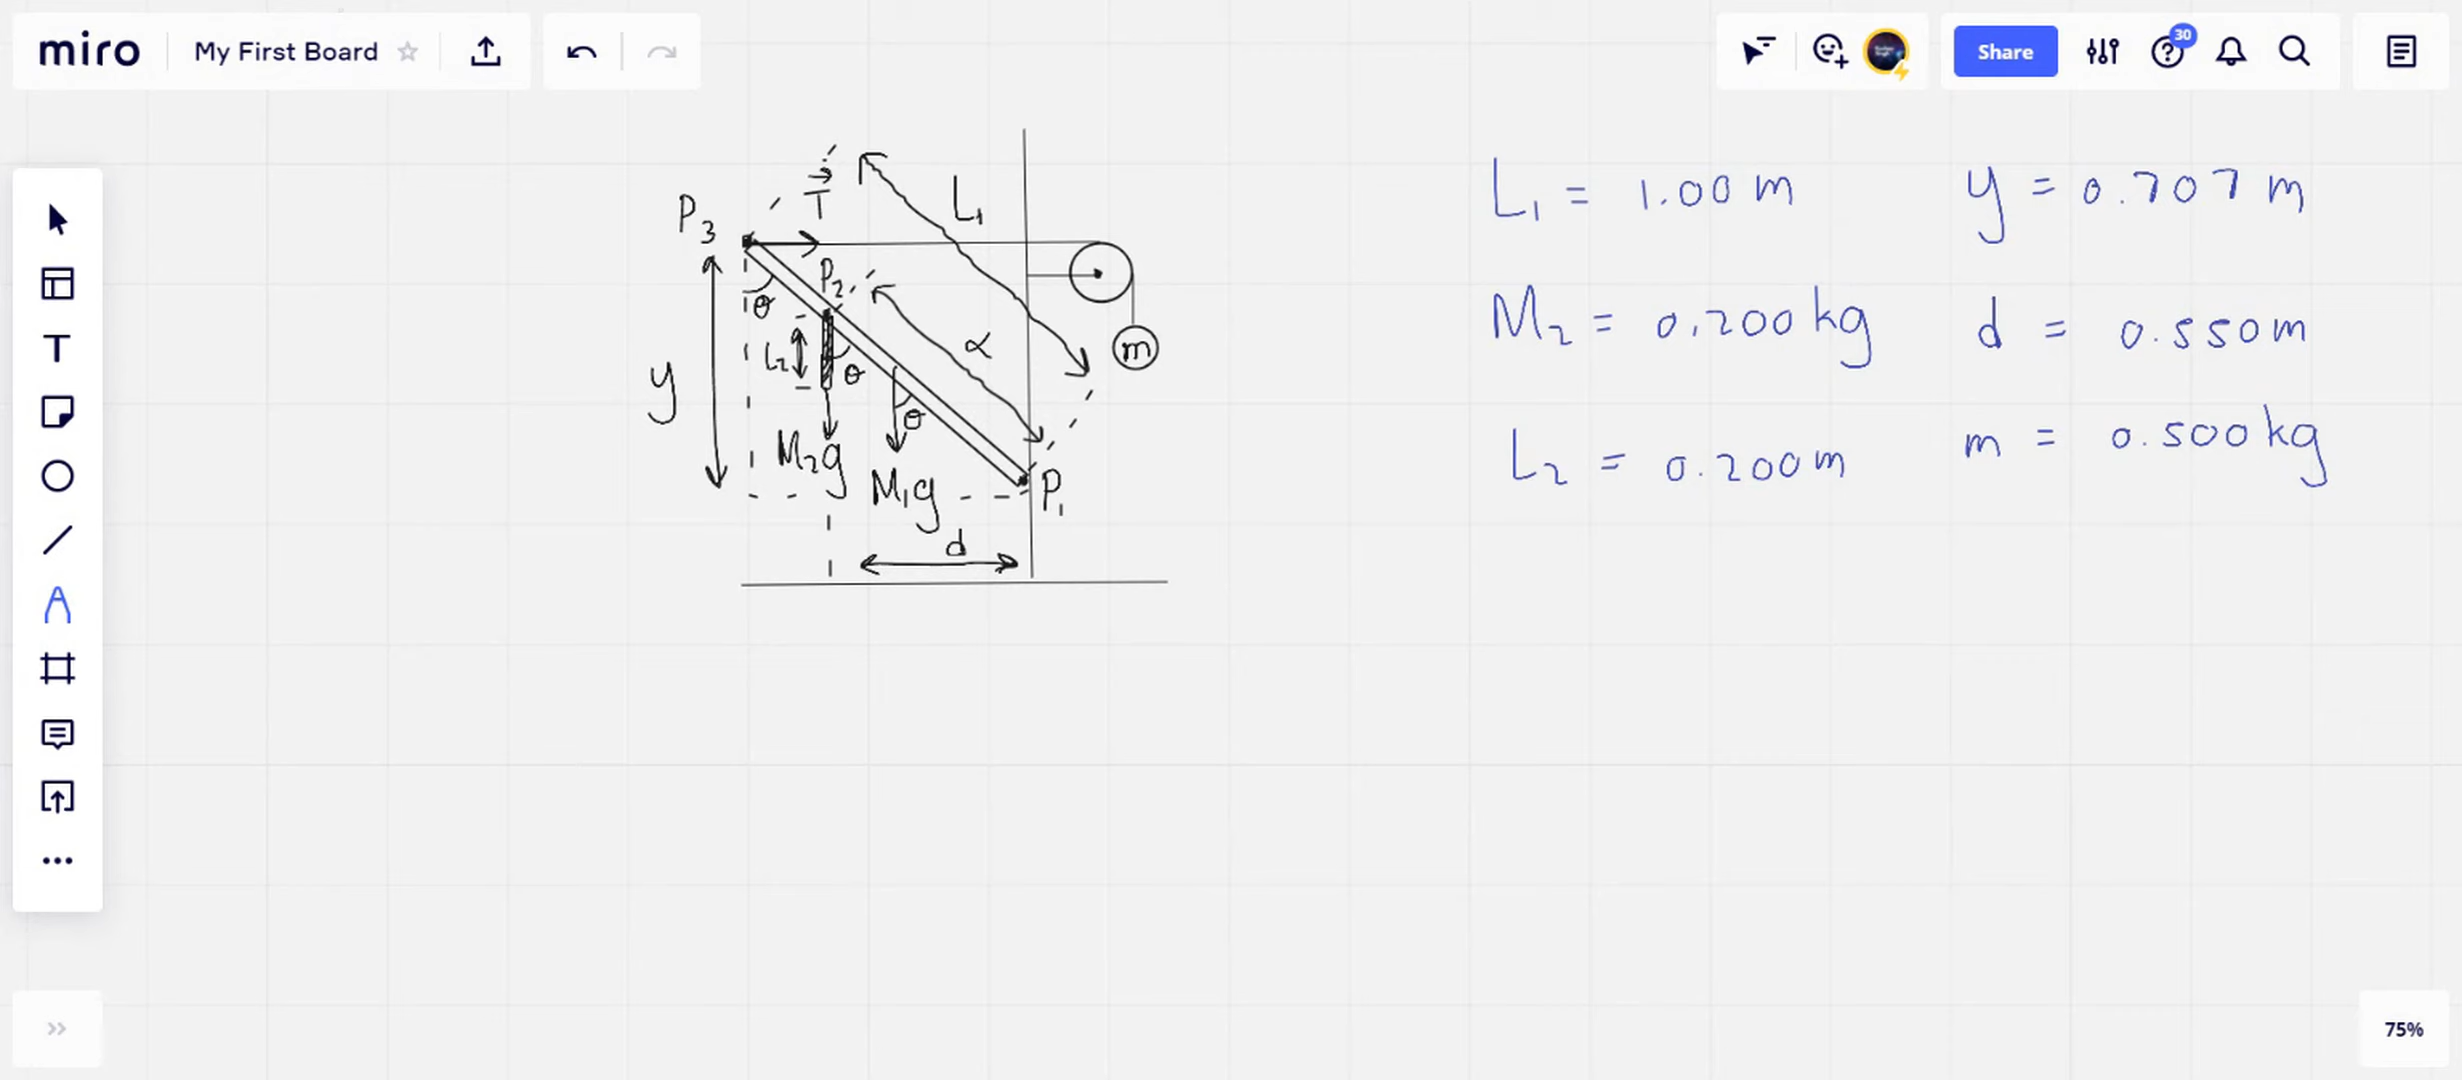 miro My First Board Share 30
T
L₁ = 1.00 m
y = 0.707 m
M₂ = 0.200 kg
d = 0.550 m
L₂ = 0.200 m
m = 0.500 kg
T
L₁
P₃
P₂
θ
L₂
θ
α
m
y
θ
M₂g
M₁g
P₁
d
75%